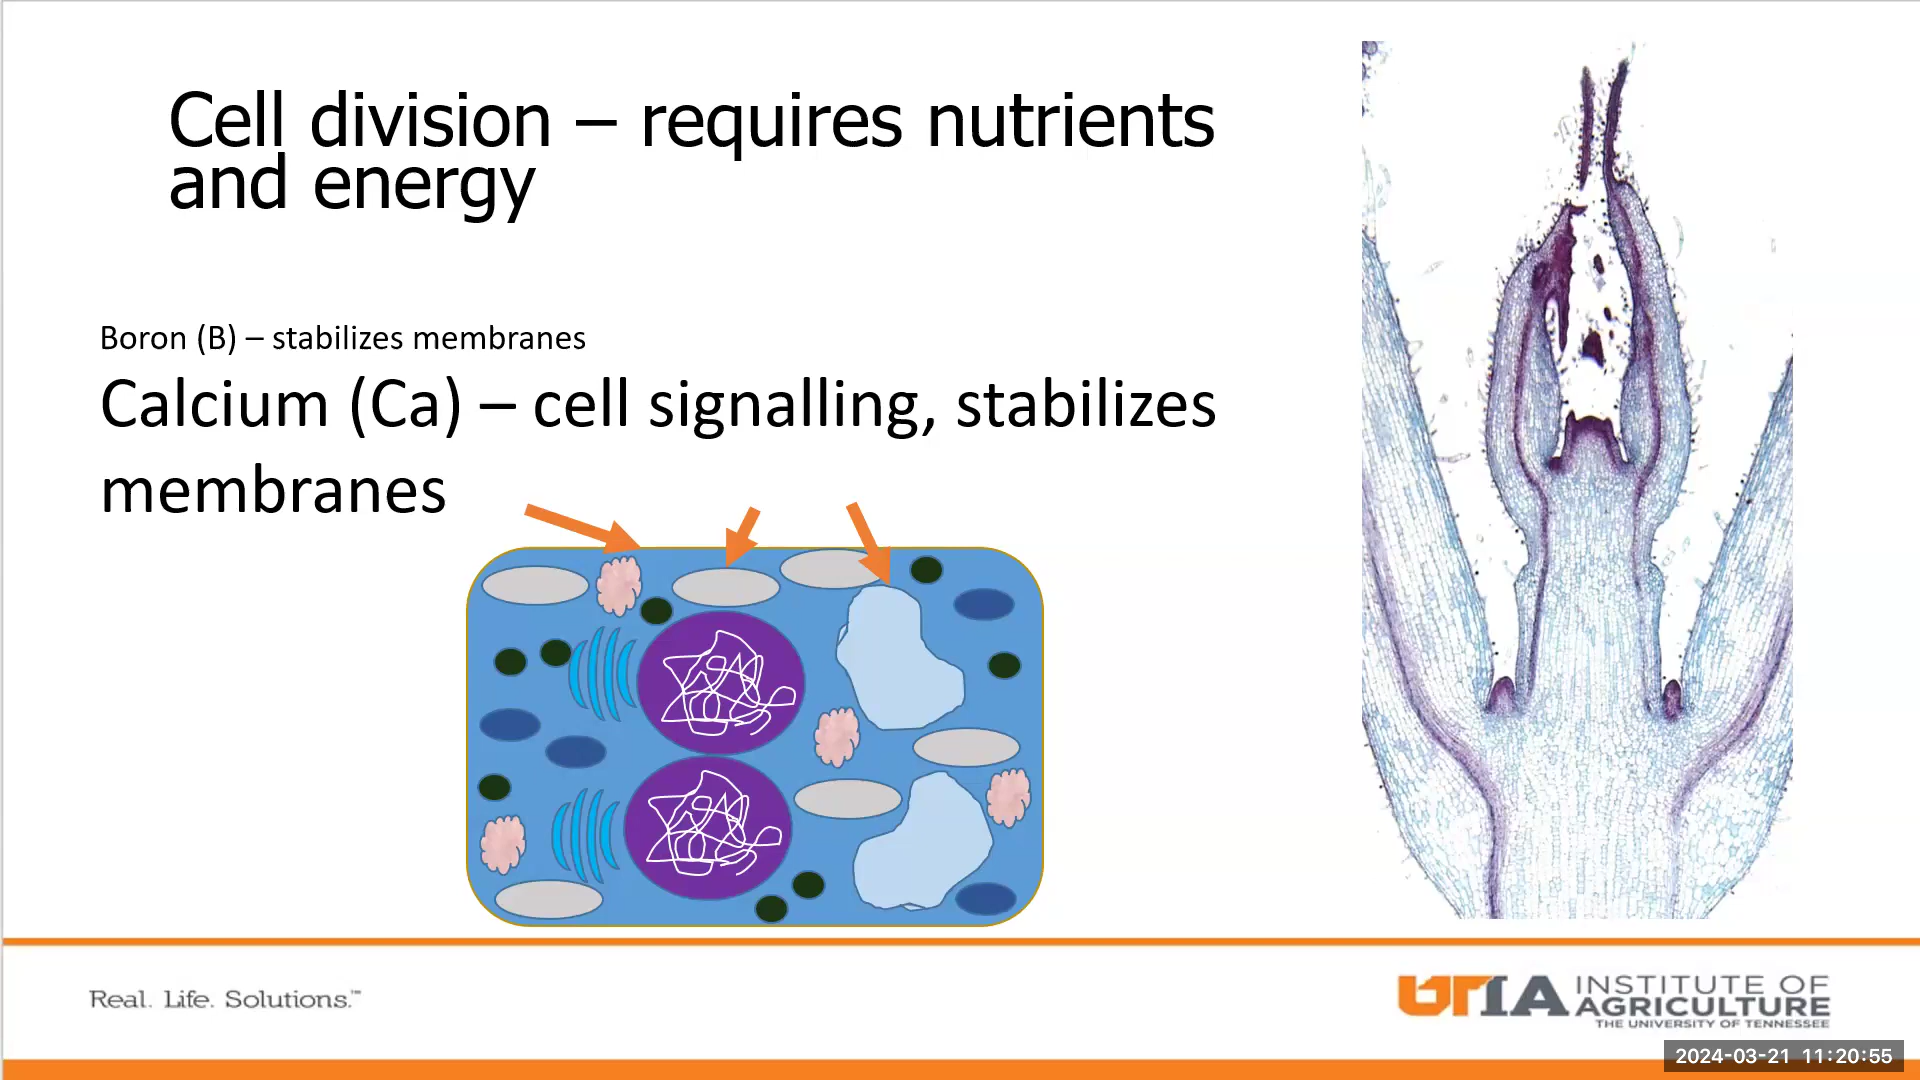 Cell division – requires nutrients
and energy
Boron (B) – stabilizes membranes
Calcium (Ca) – cell signalling, stabilizes
membranes
Real. Life. Solutions.™
UTIA INSTITUTE OF
AGRICULTURE
THE UNIVERSITY OF TENNESSEE
2024-03-21 11:20:55